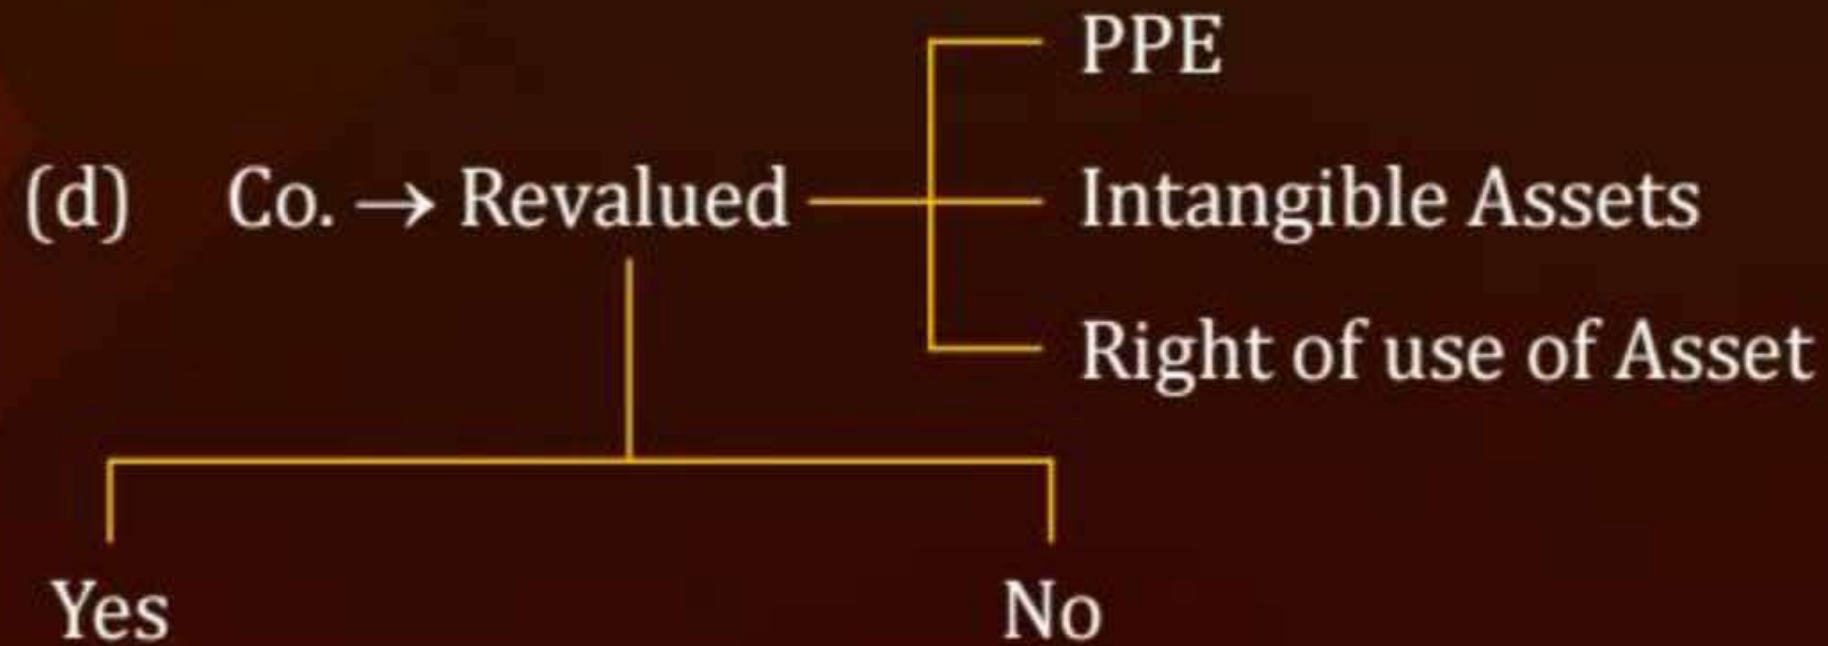 PPE
(d) Co. → Revalued
Intangible Assets
Right of use of Asset
Yes
No